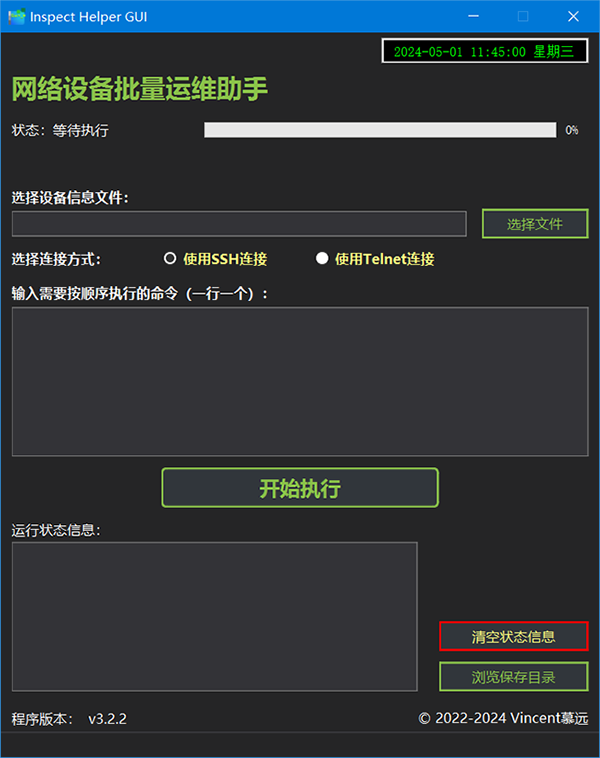 Inspect Helper GUI
2024-05-01 11:45:00 星期三
网络设备批量运维助手
状态：等待执行
0%
选择设备信息文件：
选择文件
选择连接方式： 使用SSH连接 使用Telnet连接
输入需要按顺序执行的命令（一行一个）：
开始执行
运行状态信息：
清空状态信息
浏览保存目录
程序版本： v3.2.2
© 2022-2024 Vincent慕远